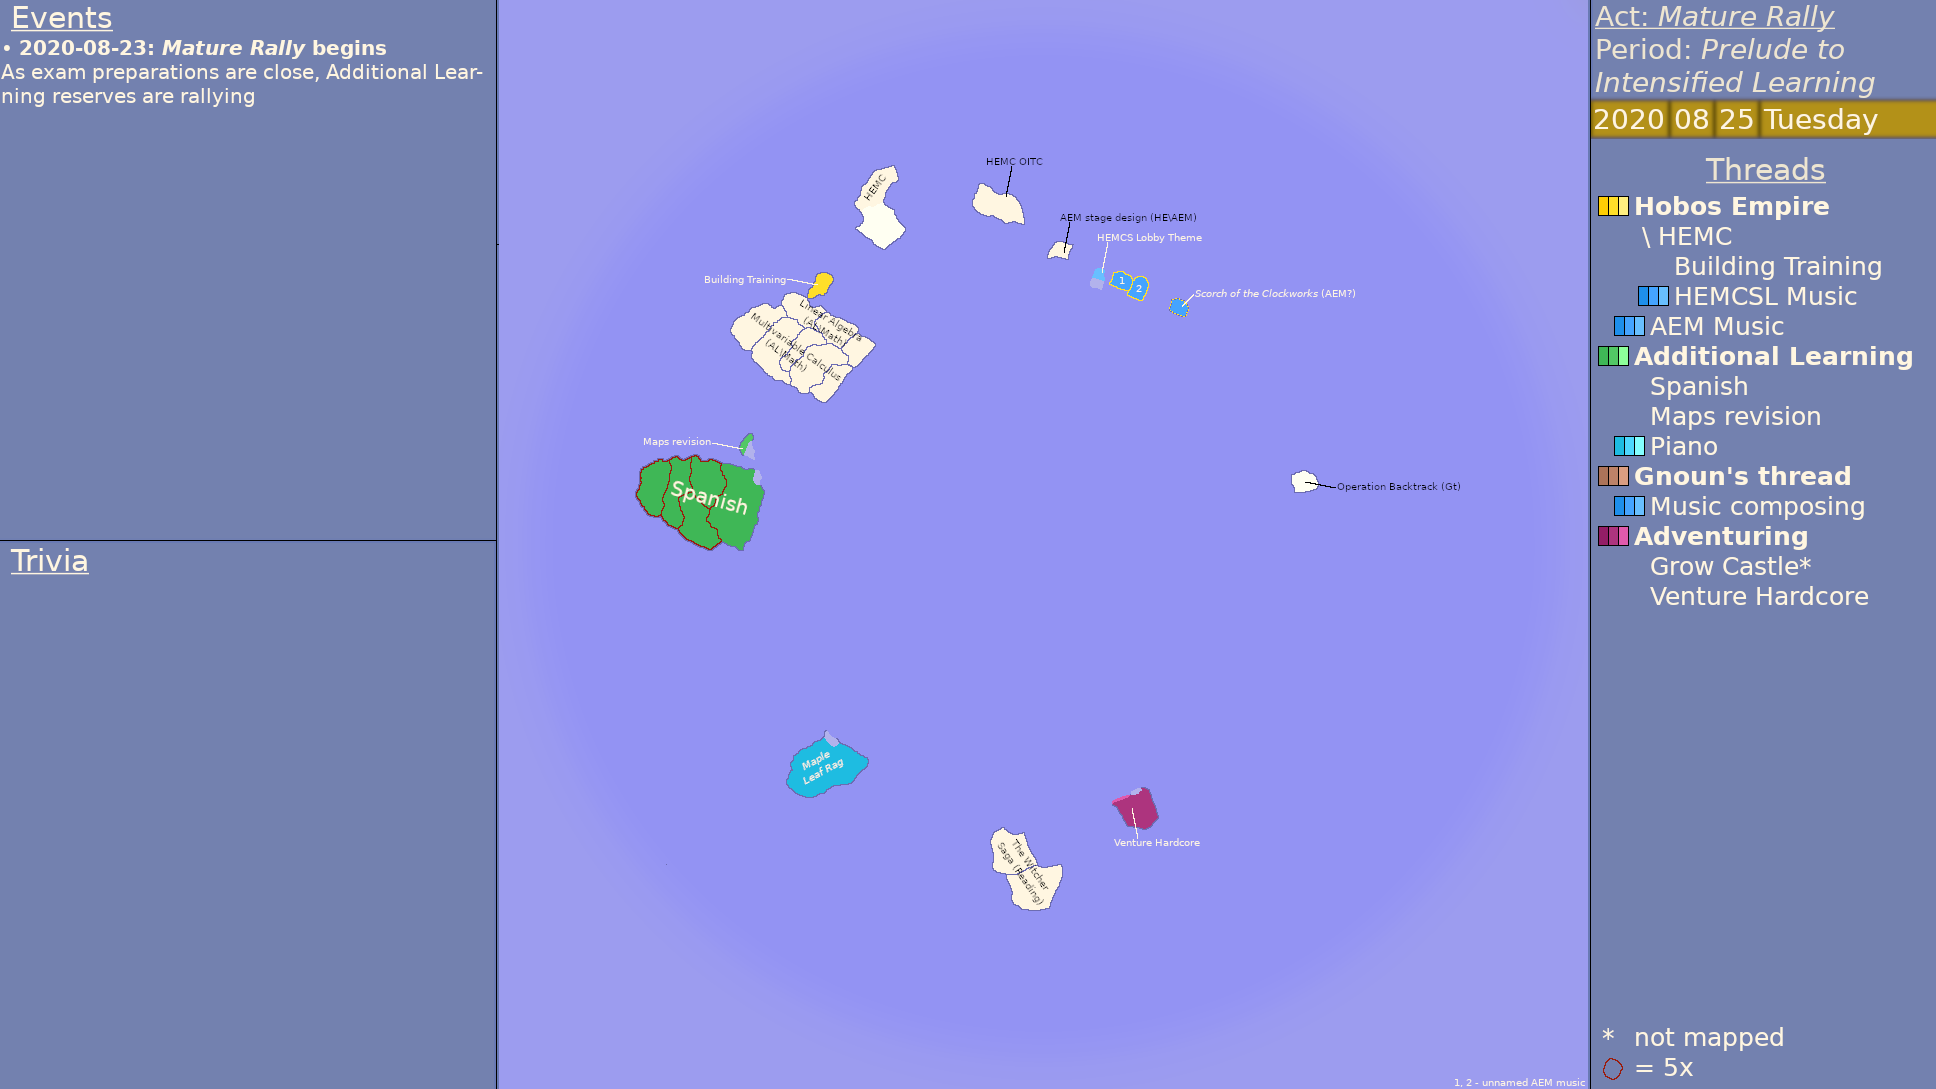 Events
• 2020-08-23: Mature Rally begins
As exam preparations are close, Additional Lear-
ning reserves are rallying
Trivia
HEMC
HEMC OITC
AEM stage design (HE\AEM)
HEMCS Lobby Theme
1
2
Scorch of the Clockworks (AEM?)
Building Training
Linear Algebra
(AL\Math)
Multivariable Calculus
(AL\Math)
Maps revision
Spanish
Operation Backtrack (Gt)
Maple
Leaf Rag
Venture Hardcore
The Witcher
Saga (Reading)
1, 2 - unnamed AEM music
Act: Mature Rally
Period: Prelude to
Intensified Learning
2020 08 25 Tuesday
Threads
Hobos Empire
\ HEMC
Building Training
HEMCSL Music
AEM Music
Additional Learning
Spanish
Maps revision
Piano
Gnoun's thread
Music composing
Adventuring
Grow Castle*
Venture Hardcore
* not mapped
= 5x